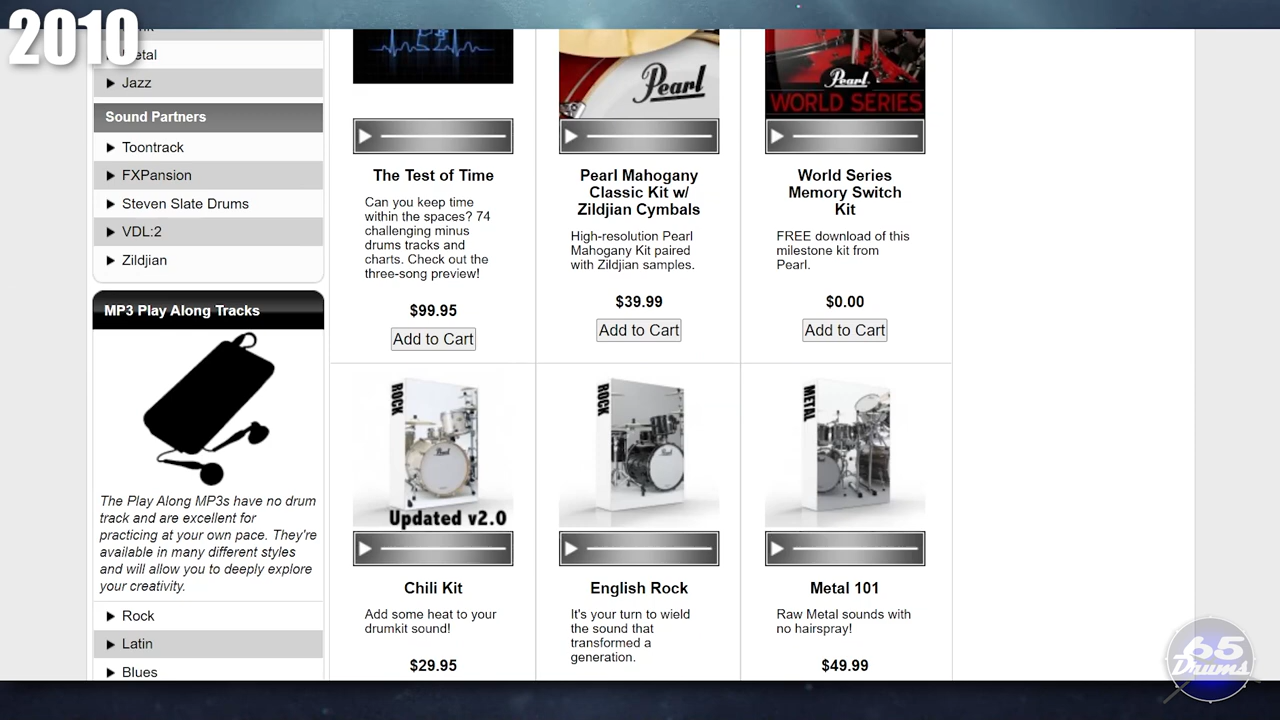 2010
Metal
Jazz
Sound Partners
Toontrack
FXPansion
Steven Slate Drums
VDL:2
Zildjian
MP3 Play Along Tracks
The Play Along MP3s have no drum
track and are excellent for
practicing at your own pace. They're
available in many different styles
and will allow you to deeply explore
your creativity.
Rock
Latin
Blues
The Test of Time
Can you keep time
within the spaces? 74
challenging minus
drums tracks and
charts. Check out the
three-song preview!
$99.95
Add to Cart
Pearl
Pearl Mahogany
Classic Kit w/
Zildjian Cymbals
High-resolution Pearl
Mahogany Kit paired
with Zildjian samples.
$39.99
Add to Cart
Pearl
WORLD SERIES
World Series
Memory Switch
Kit
FREE download of this
milestone kit from
Pearl.
$0.00
Add to Cart
ROCK
Pearl
Updated v2.0
Chili Kit
Add some heat to your
drumkit sound!
$29.95
ROCK
English Rock
It's your turn to wield
the sound that
transformed a
generation.
METAL
Metal 101
Raw Metal sounds with
no hairspray!
$49.99
65
Drums